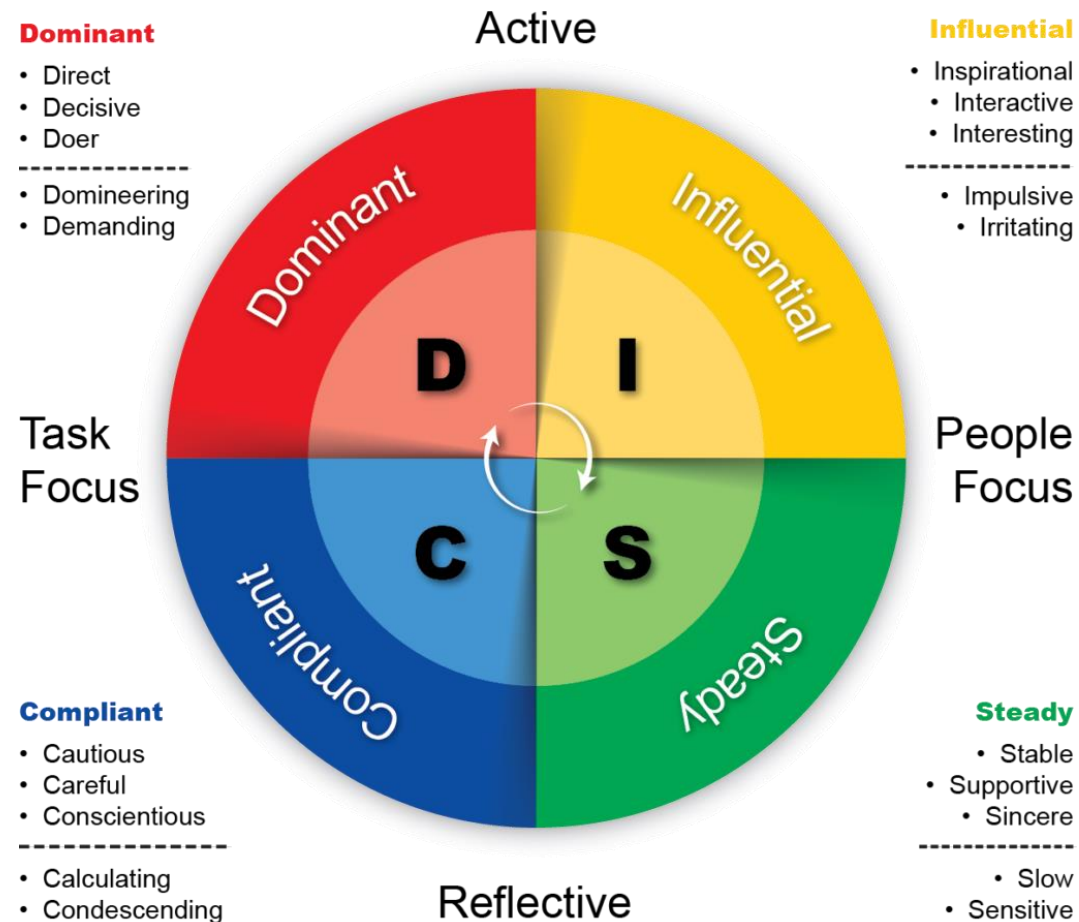 Active
Dominant
• Direct
• Decisive
• Doer
• Domineering
• Demanding
Influential
• Inspirational
• Interactive
• Interesting
• Impulsive
• Irritating
Dominant
Influential
D
I
Task
Focus
People
Focus
C
S
Compliant
Steady
Compliant
• Cautious
• Careful
• Conscientious
• Calculating
• Condescending
Steady
• Stable
• Supportive
• Sincere
• Slow
• Sensitive
Reflective